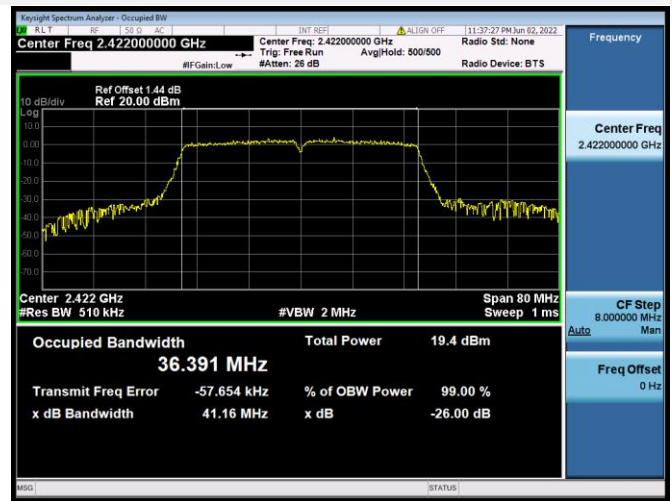 Keysight Spectrum Analyzer - Occupied BW
RLT RF 50 Ω AC INT REF ALIGN OFF 11:37:27 PM Jun 02, 2022
Center Freq 2.422000000 GHz Center Freq: 2.422000000 GHz Radio Std: None
Trig: Free Run Avg|Hold: 500/500
#IFGain:Low #Atten: 26 dB Radio Device: BTS
Frequency
Ref Offset 1.44 dB
10 dB/div Ref 20.00 dBm
Log
10.0
0.00
-10.0
-20.0
-30.0
-40.0
-50.0
-60.0
-70.0
Center Freq
2.422000000 GHz
Center 2.422 GHz Span 80 MHz
#Res BW 510 kHz #VBW 2 MHz Sweep 1 ms
CF Step
8.000000 MHz
Auto Man
Occupied Bandwidth Total Power 19.4 dBm
36.391 MHz
Transmit Freq Error -57.654 kHz % of OBW Power 99.00 %
x dB Bandwidth 41.16 MHz x dB -26.00 dB
Freq Offset
0 Hz
MSG STATUS